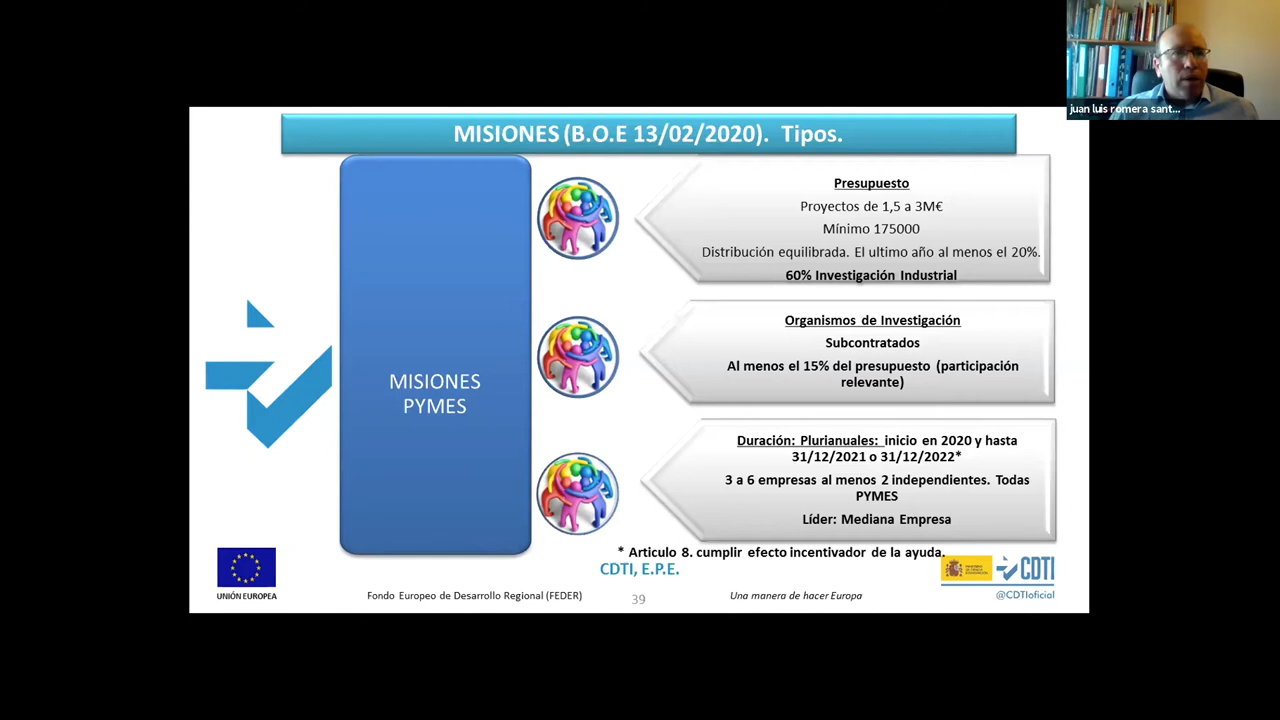 juan luis romera sant...
MISIONES (B.O.E 13/02/2020). Tipos.
MISIONES
PYMES
Presupuesto
Proyectos de 1,5 a 3M€
Mínimo 175000
Distribución equilibrada. El ultimo año al menos el 20%.
60% Investigación Industrial
Organismos de Investigación
Subcontratados
Al menos el 15% del presupuesto (participación
relevante)
Duración: Plurianuales: inicio en 2020 y hasta
31/12/2021 o 31/12/2022*
3 a 6 empresas al menos 2 independientes. Todas
PYMES
Líder: Mediana Empresa
* Articulo 8. cumplir efecto incentivador de la ayuda.
CDTI, E.P.E.
UNIÓN EUROPEA
Fondo Europeo de Desarrollo Regional (FEDER)
39
Una manera de hacer Europa
CDTI
@CDTIoficial